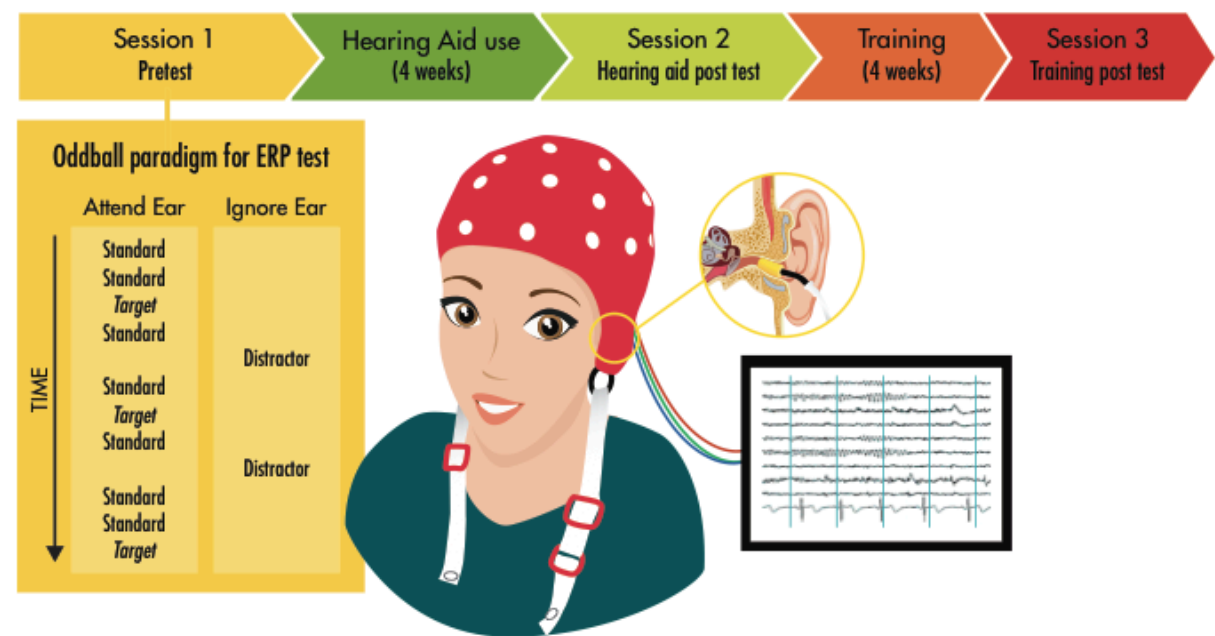 Session 1
Pretest
Hearing Aid use
(4 weeks)
Session 2
Hearing aid post test
Training
(4 weeks)
Session 3
Training post test
Oddball paradigm for ERP test
Attend Ear
Ignore Ear
TIME
Standard
Standard
Target
Standard
Distractor
Standard
Target
Standard
Distractor
Standard
Standard
Target